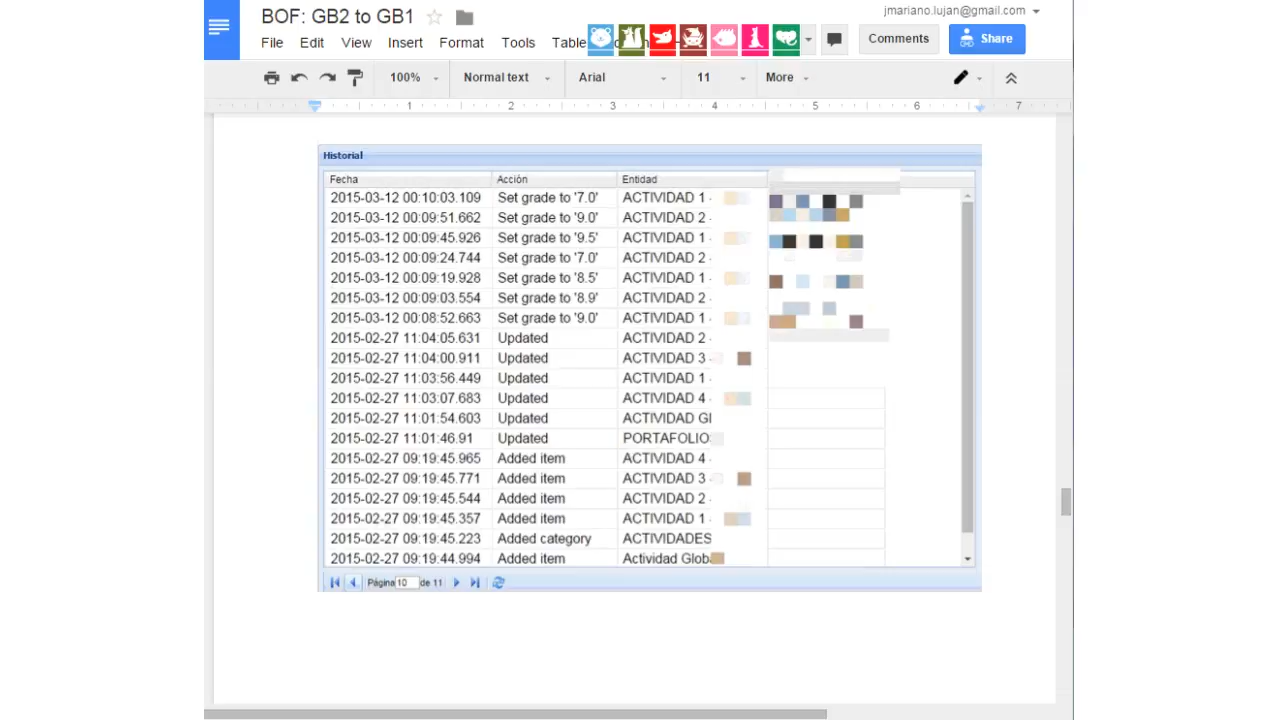 BOF: GB2 to GB1
jmariano.lujan@gmail.com
File Edit View Insert Format Tools Table
Comments Share
100% Normal text Arial 11 More
1 2 3 4 5 6 7
Historial
Fecha Acción Entidad
2015-03-12 00:10:03.109 Set grade to '7.0' ACTIVIDAD 1 -
2015-03-12 00:09:51.662 Set grade to '9.0' ACTIVIDAD 2 -
2015-03-12 00:09:45.926 Set grade to '9.5' ACTIVIDAD 1 -
2015-03-12 00:09:24.744 Set grade to '7.0' ACTIVIDAD 2 -
2015-03-12 00:09:19.928 Set grade to '8.5' ACTIVIDAD 1 -
2015-03-12 00:09:03.554 Set grade to '8.9' ACTIVIDAD 2 -
2015-03-12 00:08:52.663 Set grade to '9.0' ACTIVIDAD 1 -
2015-02-27 11:04:05.631 Updated ACTIVIDAD 2 -
2015-02-27 11:04:00.911 Updated ACTIVIDAD 3 -
2015-02-27 11:03:56.449 Updated ACTIVIDAD 1 -
2015-02-27 11:03:07.683 Updated ACTIVIDAD 4 -
2015-02-27 11:01:54.603 Updated ACTIVIDAD GI
2015-02-27 11:01:46.91 Updated PORTAFOLIO
2015-02-27 09:19:45.965 Added item ACTIVIDAD 4 -
2015-02-27 09:19:45.771 Added item ACTIVIDAD 3 -
2015-02-27 09:19:45.544 Added item ACTIVIDAD 2 -
2015-02-27 09:19:45.357 Added item ACTIVIDAD 1 -
2015-02-27 09:19:45.223 Added category ACTIVIDADES
2015-02-27 09:19:44.994 Added item Actividad Globa
Página 10 de 11